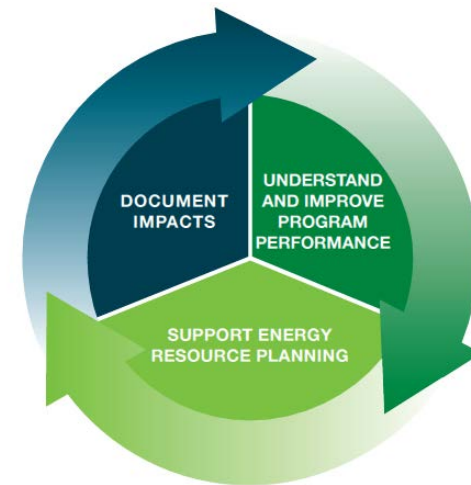 DOCUMENT
IMPACTS
UNDERSTAND
AND IMPROVE
PROGRAM
PERFORMANCE
SUPPORT ENERGY
RESOURCE PLANNING